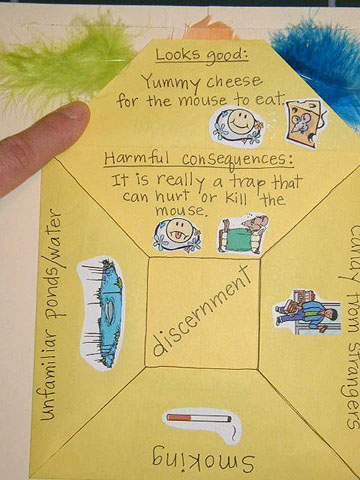 Looks good:
Yummy cheese
for the mouse to eat.
Harmful consequences:
It is really a trap that
can hurt or kill the
mouse.
unfamiliar ponds/water
discernment
candy from strangers
Smoking